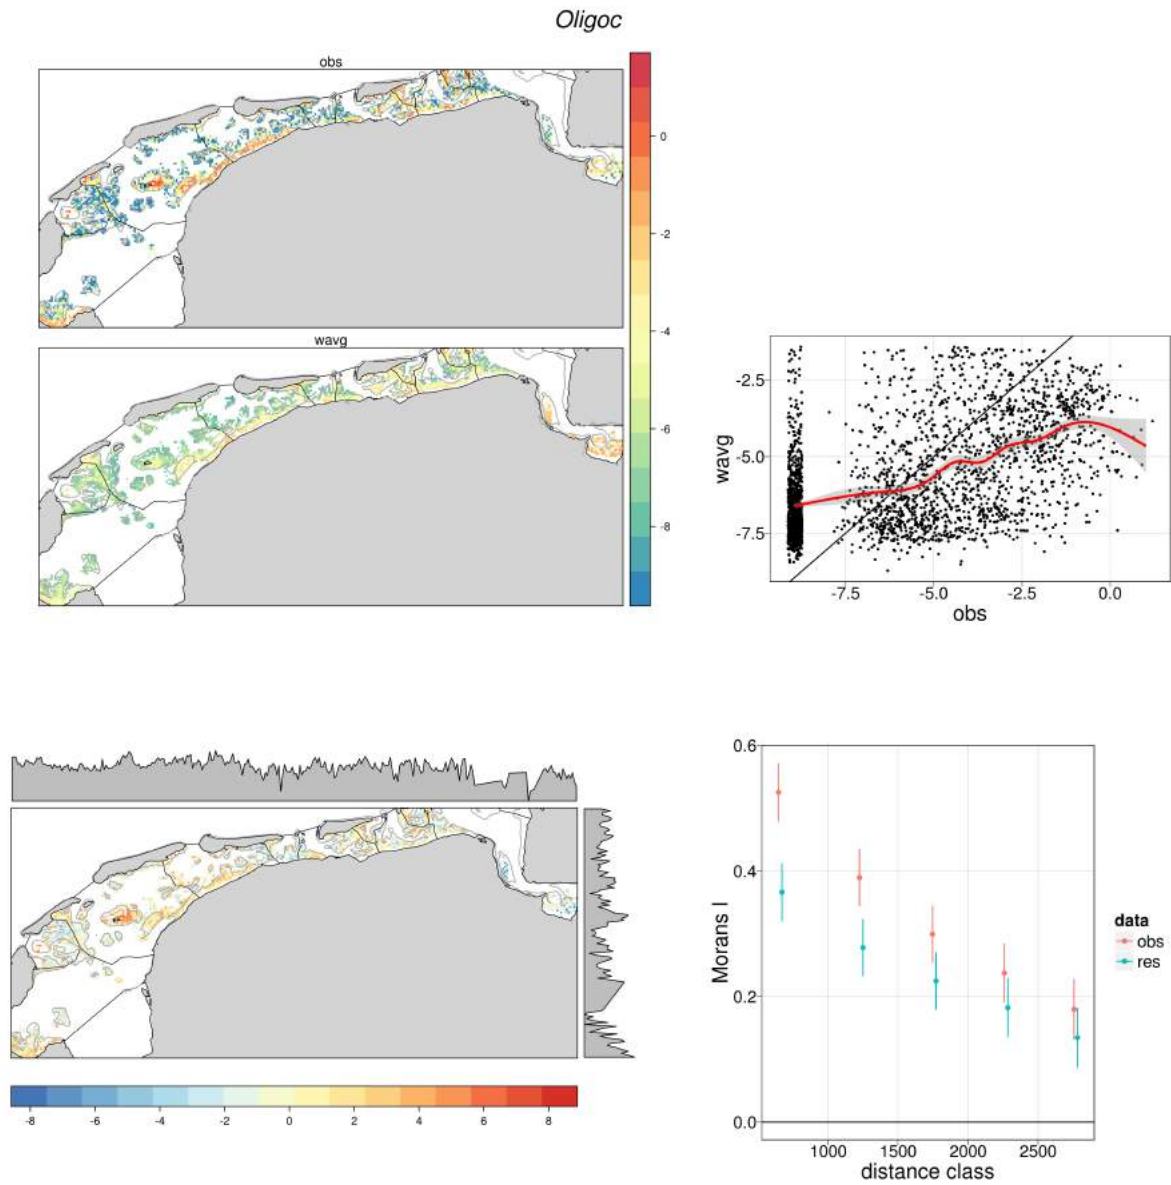 Oligoc
obs
0
-2
-4
-6
-8
wavg
wavg
-2.5
-5.0
-7.5
-7.5 -5.0 -2.5 0.0
obs
-8 -6 -4 -2 0 2 4 6 8
Morans I
0.6
0.4
0.2
0.0
1000 1500 2000 2500
distance class
data
obs
res